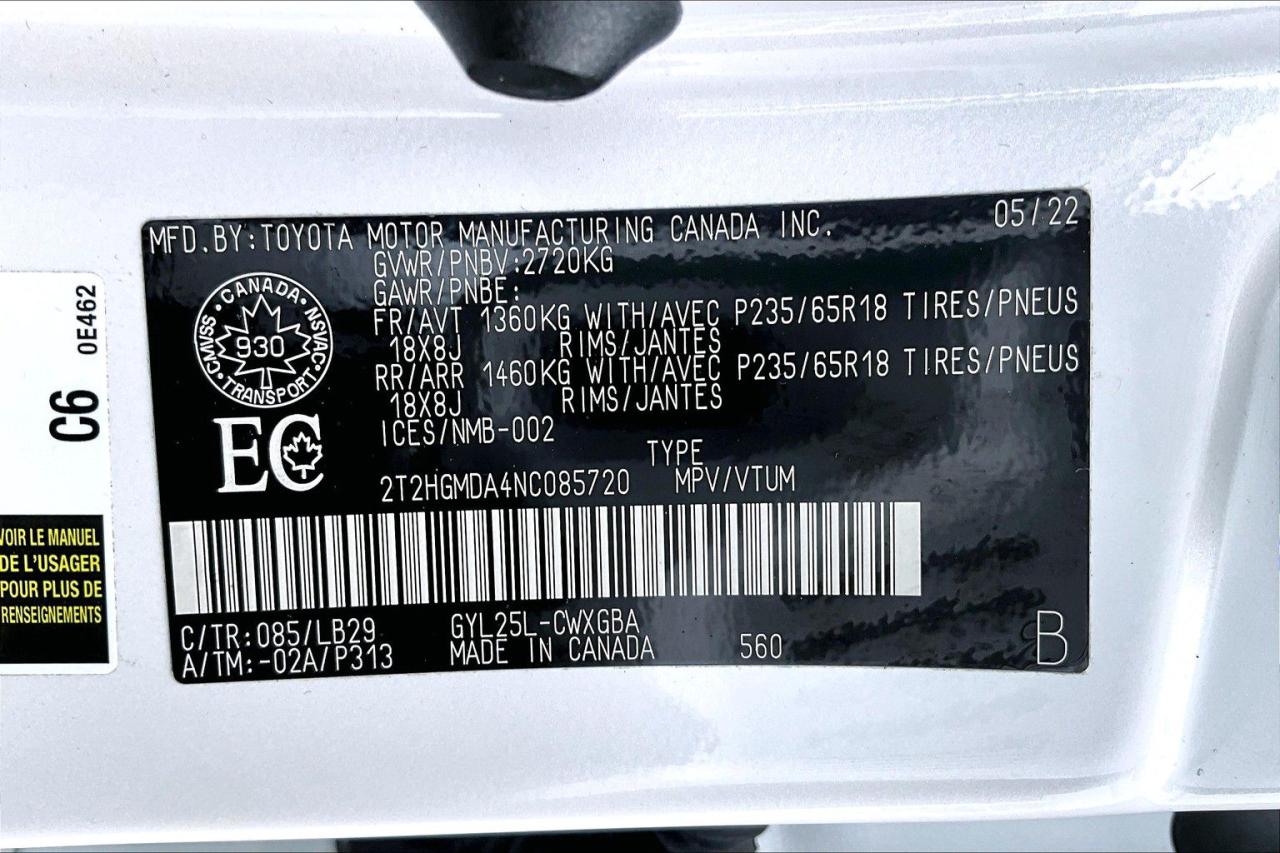 MFD.BY:TOYOTA MOTOR MANUFACTURING CANADA INC. 05/22
GVWR/PNBV:2720KG
GAWR/PNBE:
FR/AVT 1360KG WITH/AVEC P235/65R18 TIRES/PNEUS
18X8J RIMS/JANTES
RR/ARR 1460KG WITH/AVEC P235/65R18 TIRES/PNEUS
18X8J RIMS/JANTES
ICES/NMB-002
TYPE
2T2HGMDA4NC085720 MPV/VTUM
C/TR:085/LB29 GYL25L-CWXGBA
A/TM:-02A/P313 MADE IN CANADA 560
B
CANADA
CMVSS 930 NSVAC
TRANSPORT
EC
C6 0E462
VOIR LE MANUEL
DE L'USAGER
POUR PLUS DE
RENSEIGNEMENTS